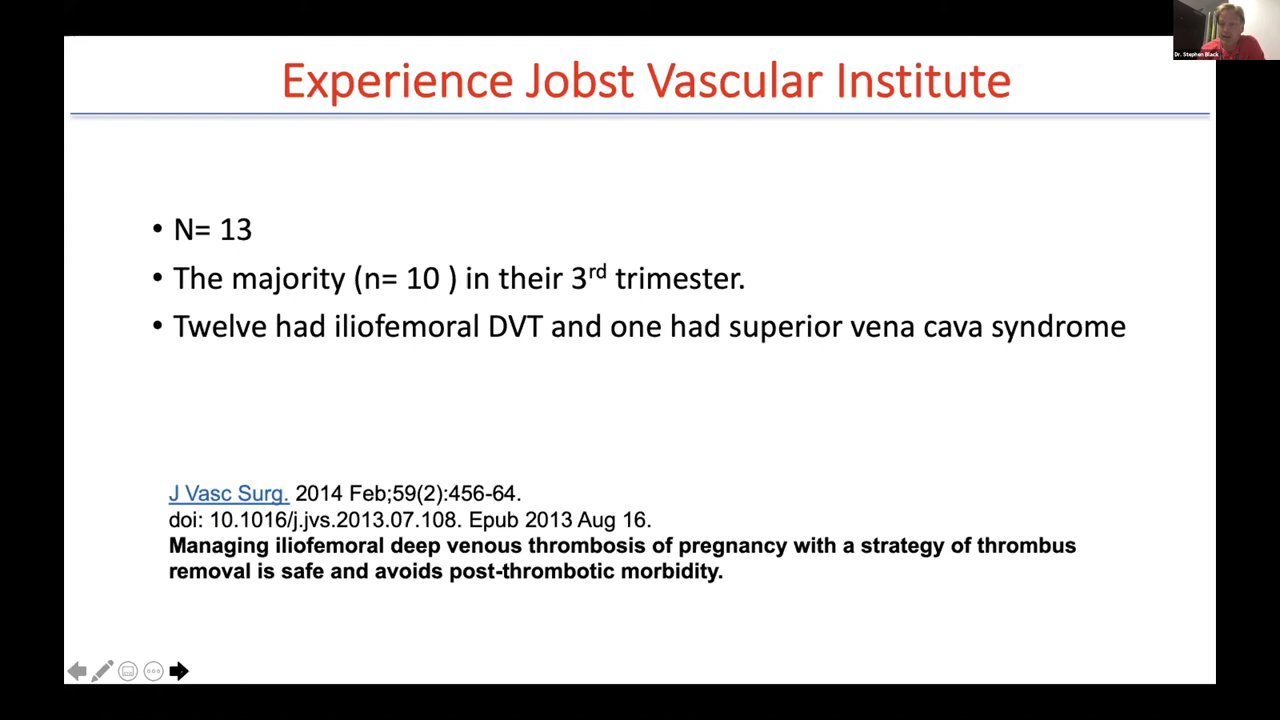 Dr. Stephen Black
Experience Jobst Vascular Institute
• N= 13
• The majority (n= 10 ) in their 3rd trimester.
• Twelve had iliofemoral DVT and one had superior vena cava syndrome
J Vasc Surg. 2014 Feb;59(2):456-64.
doi: 10.1016/j.jvs.2013.07.108. Epub 2013 Aug 16.
Managing iliofemoral deep venous thrombosis of pregnancy with a strategy of thrombus
removal is safe and avoids post-thrombotic morbidity.